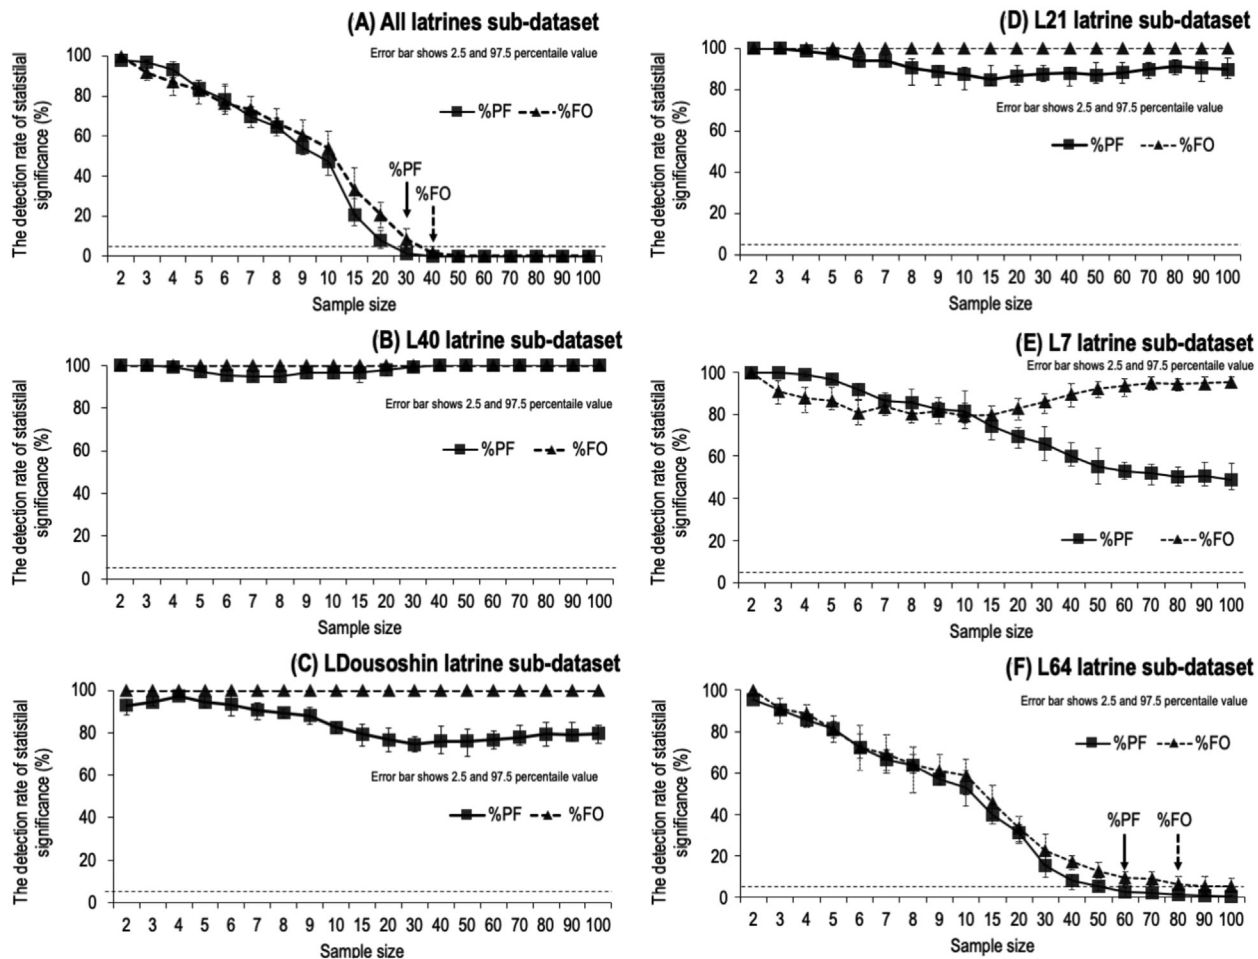 (A) All latrines sub-dataset
Error bar shows 2.5 and 97.5 percentaile value
The detection rate of statistilal
significance (%)
100
80
60
40
20
0
%PF %FO
%PF
%FO
2 3 4 5 6 7 8 9 10 15 20 30 40 50 60 70 80 90 100
Sample size
(B) L40 latrine sub-dataset
Error bar shows 2.5 and 97.5 percentaile value
The detection rate of statistilal
significance (%)
100
80
60
40
20
0
%PF %FO
2 3 4 5 6 7 8 9 10 15 20 30 40 50 60 70 80 90 100
Sample size
(C) LDousoshin latrine sub-dataset
The detection rate of statistilal
significance (%)
100
80
60
40
20
0
Error bar shows 2.5 and 97.5 percentaile value
%PF %FO
2 3 4 5 6 7 8 9 10 15 20 30 40 50 60 70 80 90 100
Sample size
(D) L21 latrine sub-dataset
The detection rate of statistilal
significance (%)
100
80
60
40
20
0
Error bar shows 2.5 and 97.5 percentaile value
%PF %FO
2 3 4 5 6 7 8 9 10 15 20 30 40 50 60 70 80 90 100
Sample size
(E) L7 latrine sub-dataset
Error bar shows 2.5 and 97.5 percentaile value
The detection rate of statistilal
significance (%)
100
80
60
40
20
0
%PF %FO
2 3 4 5 6 7 8 9 10 15 20 30 40 50 60 70 80 90 100
Sample size
(F) L64 latrine sub-dataset
Error bar shows 2.5 and 97.5 percentaile value
The detection rate of statistilal
significance (%)
100
80
60
40
20
0
%PF %FO
%PF %FO
2 3 4 5 6 7 8 9 10 20 20 30 40 50 60 70 80 90 100
Sample size